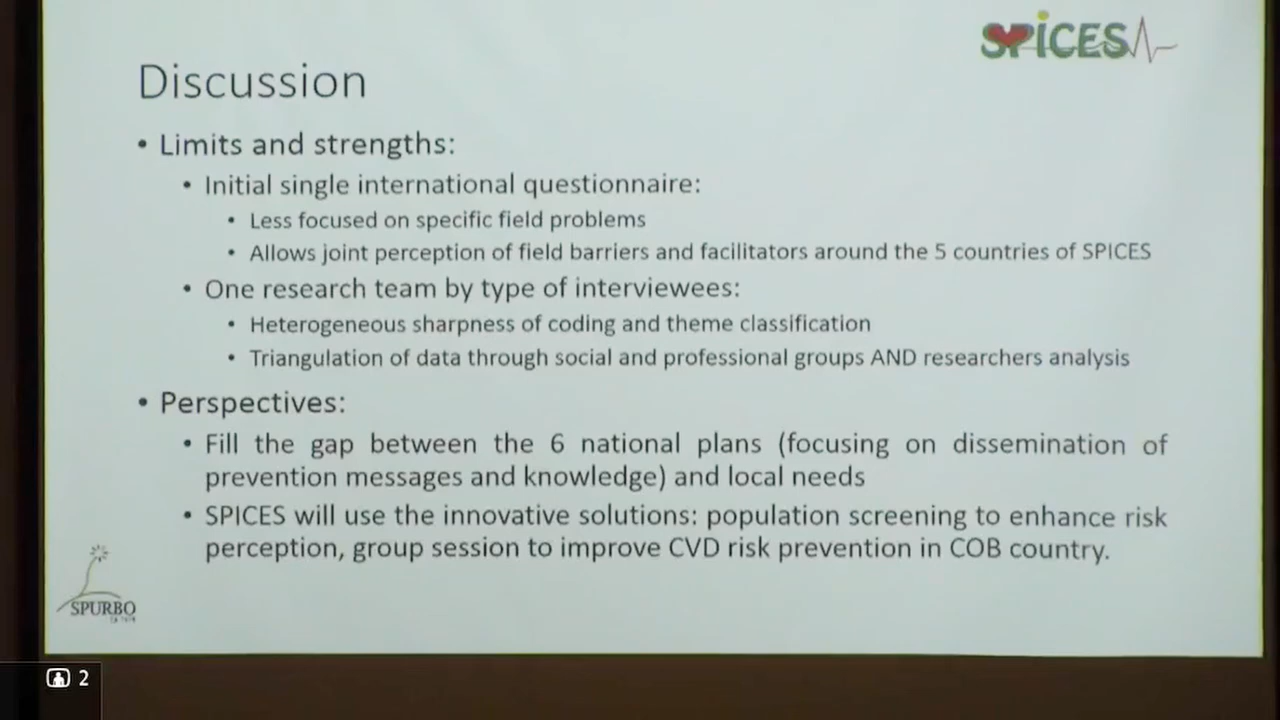 SPICES
Discussion
• Limits and strengths:
• Initial single international questionnaire:
• Less focused on specific field problems
• Allows joint perception of field barriers and facilitators around the 5 countries of SPICES
• One research team by type of interviewees:
• Heterogeneous sharpness of coding and theme classification
• Triangulation of data through social and professional groups AND researchers analysis
• Perspectives:
• Fill the gap between the 6 national plans (focusing on dissemination of
prevention messages and knowledge) and local needs
• SPICES will use the innovative solutions: population screening to enhance risk
perception, group session to improve CVD risk prevention in COB country.
SPURBO
2